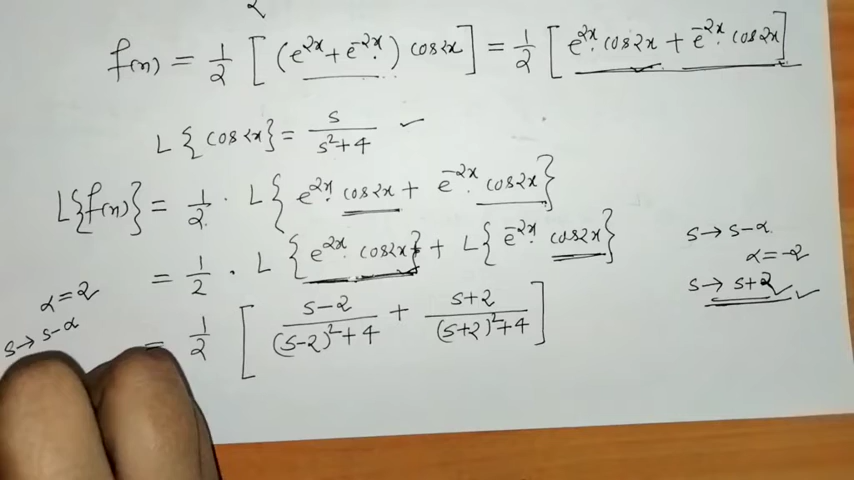 2
f(x) = 1/2 [ (e^2x + e^-2x) cos2x ] = 1/2 [ e^2x. cos2x + e^-2x. cos2x ]
L { cos2x } = s/(s^2+4) ✓
L{f(x)} = 1/2 . L { e^2x. cos2x + e^-2x. cos2x }
= 1/2 . L { e^2x. cos2x } + L { e^-2x. cos2x }
s → s-α
α = -2
s → s+2 ✓
α = 2
s → s-α
= 1/2 [ (s-2)/((s-2)^2+4) + (s+2)/((s+2)^2+4) ]